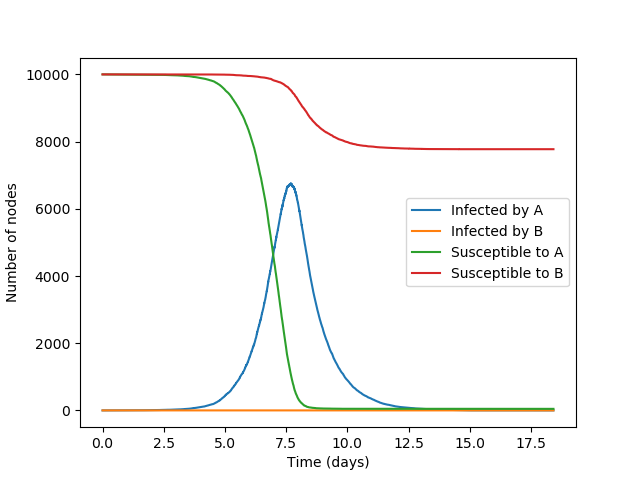 10000
8000
6000
4000
2000
0
Number of nodes
0.0 2.5 5.0 7.5 10.0 12.5 15.0 17.5
Time (days)
Infected by A
Infected by B
Susceptible to A
Susceptible to B